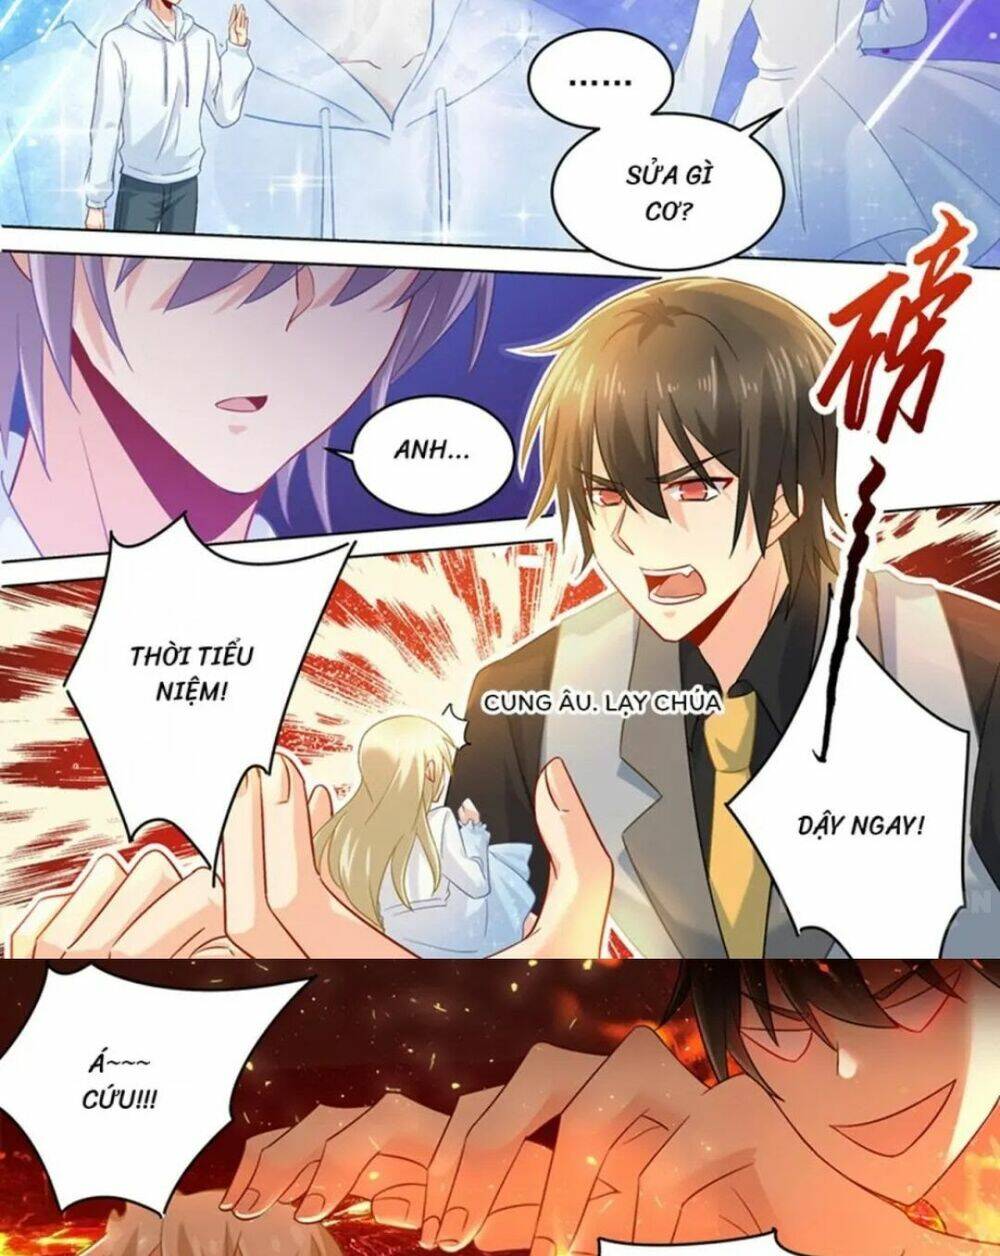 ......
SỬA GÌ
CƠ?
磅
ANH...
THỜI TIỂU
NIỆM!
CUNG ÂU. LẠY CHÚA
DẬY NGAY!
Á~~~
CỨU!!!